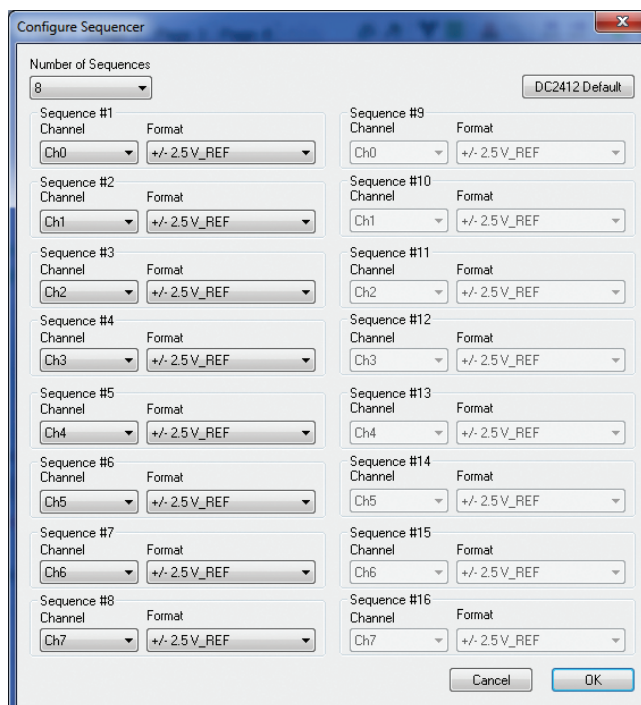 Configure Sequencer
Number of Sequences
8
DC2412 Default
Sequence #1
Channel Format
Ch0 +/- 2.5 V_REF
Sequence #2
Channel Format
Ch1 +/- 2.5 V_REF
Sequence #3
Channel Format
Ch2 +/- 2.5 V_REF
Sequence #4
Channel Format
Ch3 +/- 2.5 V_REF
Sequence #5
Channel Format
Ch4 +/- 2.5 V_REF
Sequence #6
Channel Format
Ch5 +/- 2.5 V_REF
Sequence #7
Channel Format
Ch6 +/- 2.5 V_REF
Sequence #8
Channel Format
Ch7 +/- 2.5 V_REF
Sequence #9
Channel Format
Ch0 +/- 2.5 V_REF
Sequence #10
Channel Format
Ch1 +/- 2.5 V_REF
Sequence #11
Channel Format
Ch2 +/- 2.5 V_REF
Sequence #12
Channel Format
Ch3 +/- 2.5 V_REF
Sequence #13
Channel Format
Ch4 +/- 2.5 V_REF
Sequence #14
Channel Format
Ch5 +/- 2.5 V_REF
Sequence #15
Channel Format
Ch6 +/- 2.5 V_REF
Sequence #16
Channel Format
Ch7 +/- 2.5 V_REF
Cancel OK